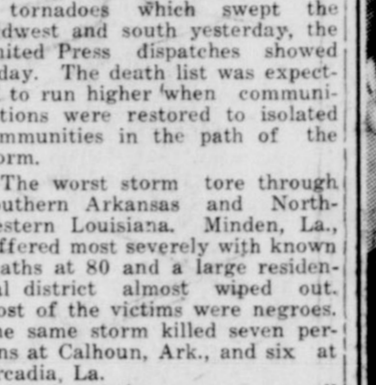 tornadoes which swept the
dwest and south yesterday, the
nited Press dispatches showed
day. The death list was expect-
to run higher when communi-
tions were restored to isolated
mmunities in the path of the
orm.
The worst storm tore through
uthern Arkansas and North-
estern Louisiana. Minden, La.,
ffered most severely with known
aths at 80 and a large residen-
al district almost wiped out.
ost of the victims were negroes.
he same storm killed seven per-
ns at Calhoun, Ark., and six at
rcadia, La.